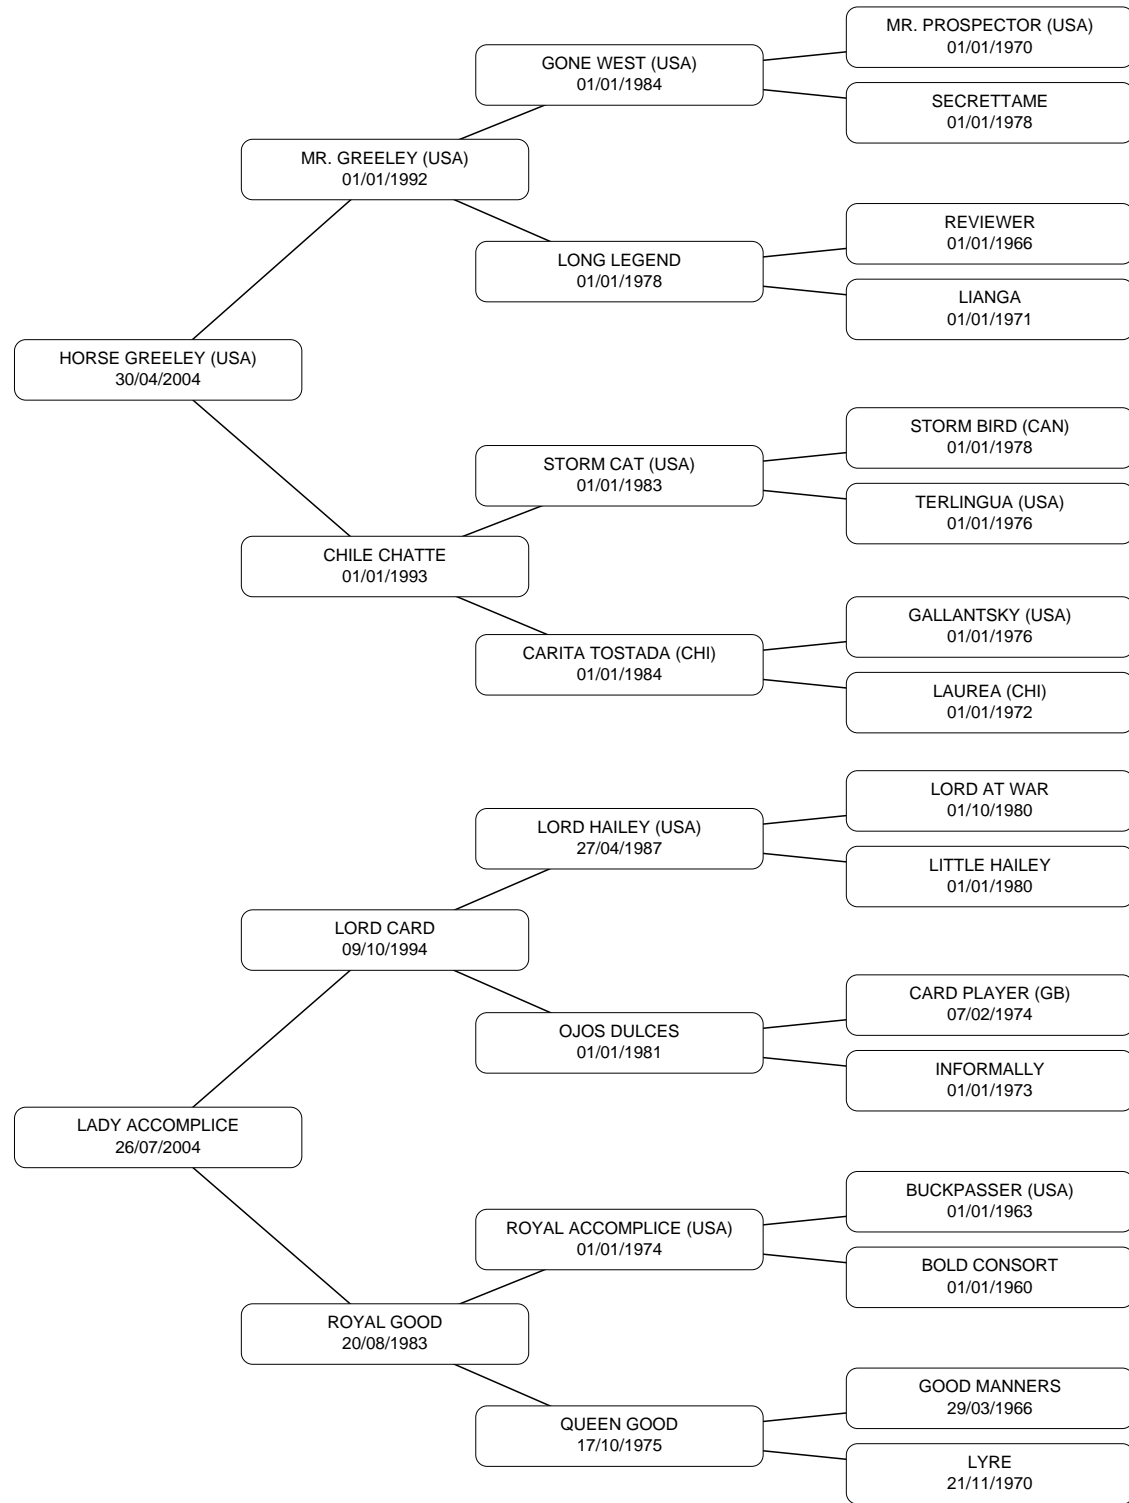 MR. PROSPECTOR (USA)
01/01/1970
GONE WEST (USA)
01/01/1984
SECRETTAME
01/01/1978
MR. GREELEY (USA)
01/01/1992
REVIEWER
01/01/1966
LONG LEGEND
01/01/1978
LIANGA
01/01/1971
HORSE GREELEY (USA)
30/04/2004
STORM BIRD (CAN)
01/01/1978
STORM CAT (USA)
01/01/1983
TERLINGUA (USA)
01/01/1976
CHILE CHATTE
01/01/1993
GALLANTSKY (USA)
01/01/1976
CARITA TOSTADA (CHI)
01/01/1984
LAUREA (CHI)
01/01/1972
LORD AT WAR
01/10/1980
LORD HAILEY (USA)
27/04/1987
LITTLE HAILEY
01/01/1980
LORD CARD
09/10/1994
CARD PLAYER (GB)
07/02/1974
OJOS DULCES
01/01/1981
INFORMALLY
01/01/1973
LADY ACCOMPLICE
26/07/2004
BUCKPASSER (USA)
01/01/1963
ROYAL ACCOMPLICE (USA)
01/01/1974
BOLD CONSORT
01/01/1960
ROYAL GOOD
20/08/1983
GOOD MANNERS
29/03/1966
QUEEN GOOD
17/10/1975
LYRE
21/11/1970